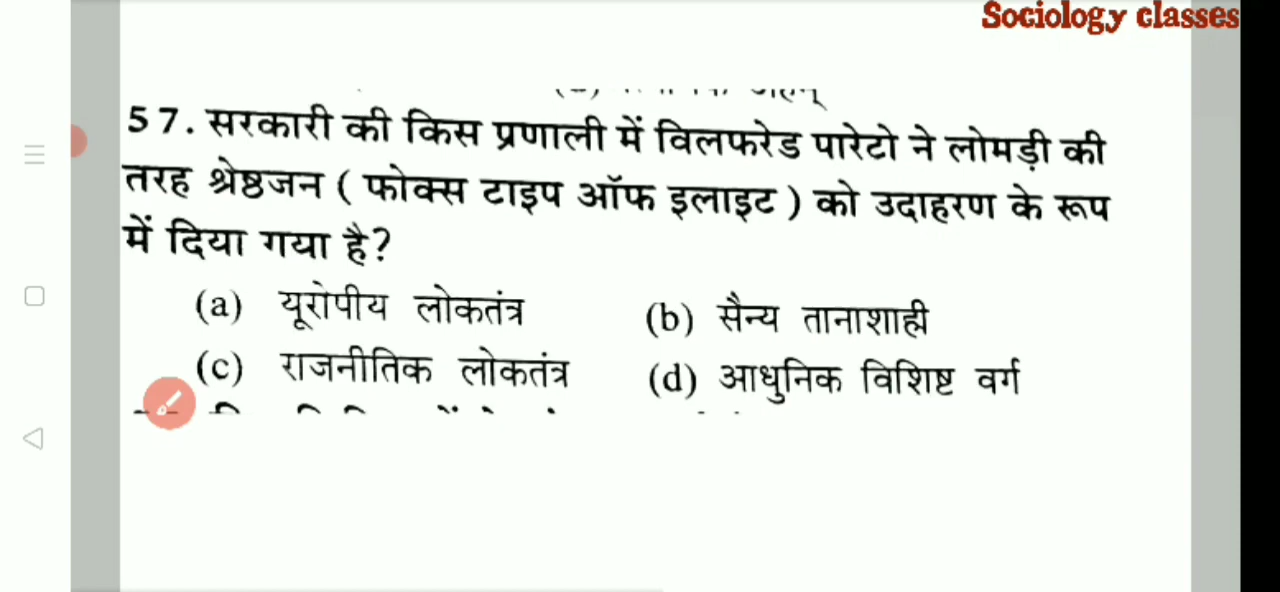 Sociology classes
57. सरकारी की किस प्रणाली में विलफरेड पारेटो ने लोमड़ी की
तरह श्रेष्ठजन ( फोक्स टाइप ऑफ इलाइट ) को उदाहरण के रूप
में दिया गया है?
(a) यूरोपीय लोकतंत्र (b) सैन्य तानाशाही
(c) राजनीतिक लोकतंत्र (d) आधुनिक विशिष्ट वर्ग